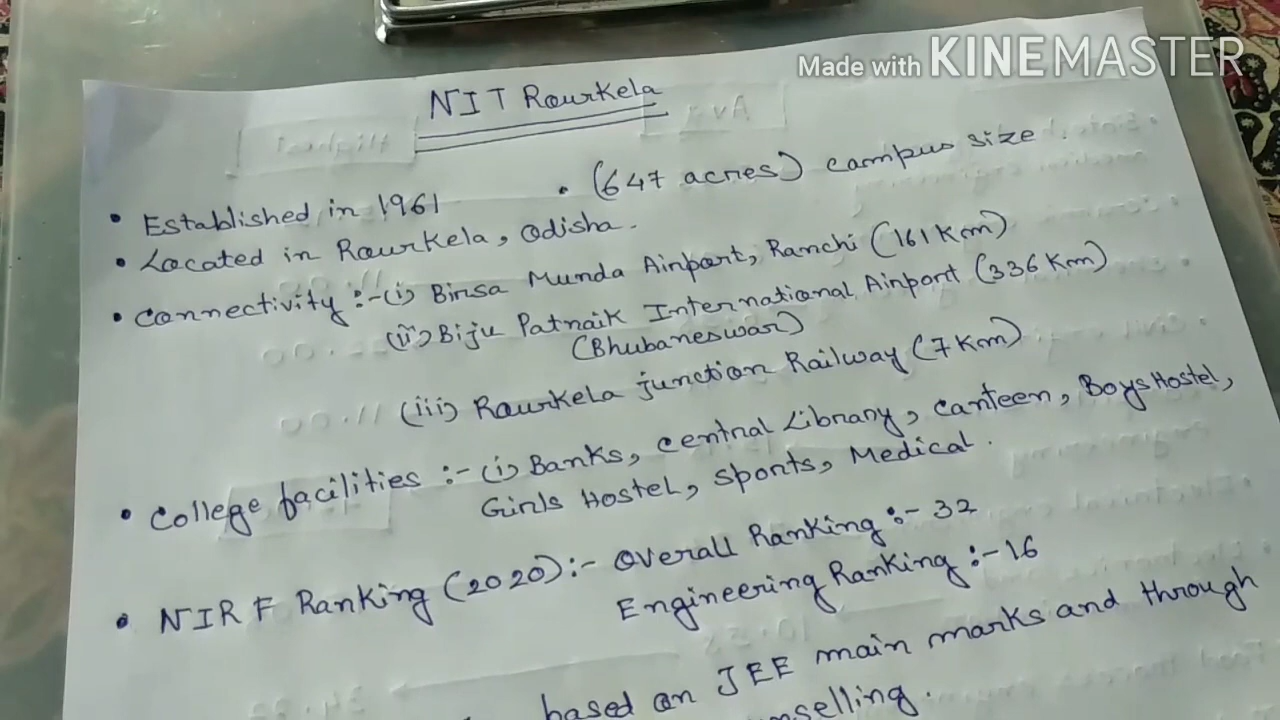 Made with KINEMASTER
NIT Rourkela
• Established in 1961 • (647 acres) campus size.
• Located in Rourkela, Odisha.
• Connectivity :- (i) Birsa Munda Airport, Ranchi (161 Km)
(ii) Biju Patnaik International Airport (336 Km)
(Bhubaneswar)
(iii) Rourkela junction Railway (7 Km)
• College facilities :- (i) Banks, central Library, canteen, Boys Hostel,
Girls Hostel, sports, Medical.
• NIRF Ranking (2020) :- Overall Ranking :- 32
Engineering Ranking :- 16
based on JEE main marks and through